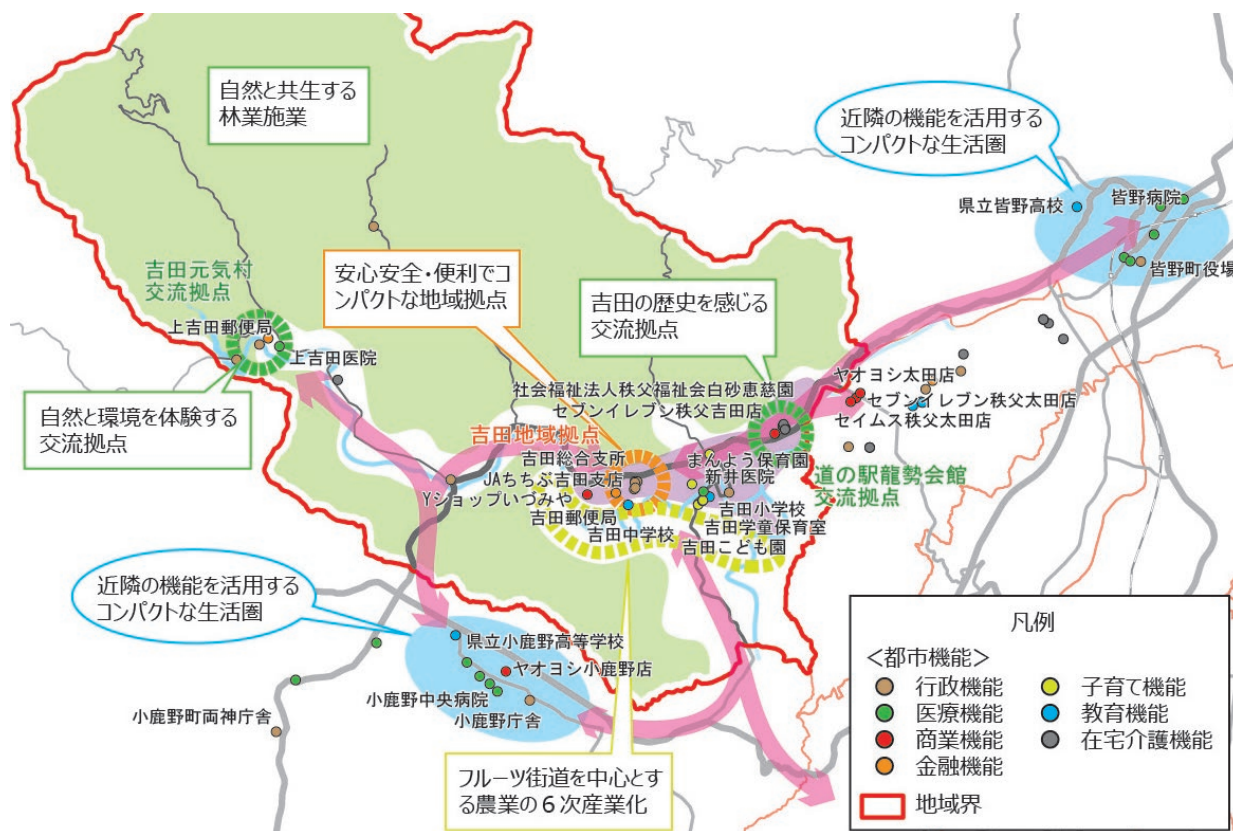 自然と共生する
林業施業
近隣の機能を活用する
コンパクトな生活圏
県立皆野高校
皆野病院
皆野町役場
吉田元気村
交流拠点
安心安全・便利でコ
ンパクトな地域拠点
吉田の歴史を感じる
交流拠点
上吉田郵便局
上吉田医院
自然と環境を体験する
交流拠点
社会福祉法人秩父福祉会白砂恵慈園
セブンイレブン秩父吉田店
ヤオヨシ太田店
セブンイレブン秩父太田店
セイムス秩父太田店
吉田地域拠点
吉田総合支所
JAちちぶ吉田支店
Yショップいづみや
吉田郵便局
吉田中学校
まんよう保育園
新井医院
吉田小学校
吉田学童保育室
吉田こども園
道の駅龍勢会館
交流拠点
近隣の機能を活用する
コンパクトな生活圏
県立小鹿野高等学校
ヤオヨシ小鹿野店
小鹿野中央病院
小鹿野庁舎
小鹿野町両神庁舎
フルーツ街道を中心とす
る農業の６次産業化
凡例
＜都市機能＞
行政機能
医療機能
商業機能
金融機能
子育て機能
教育機能
在宅介護機能
地域界